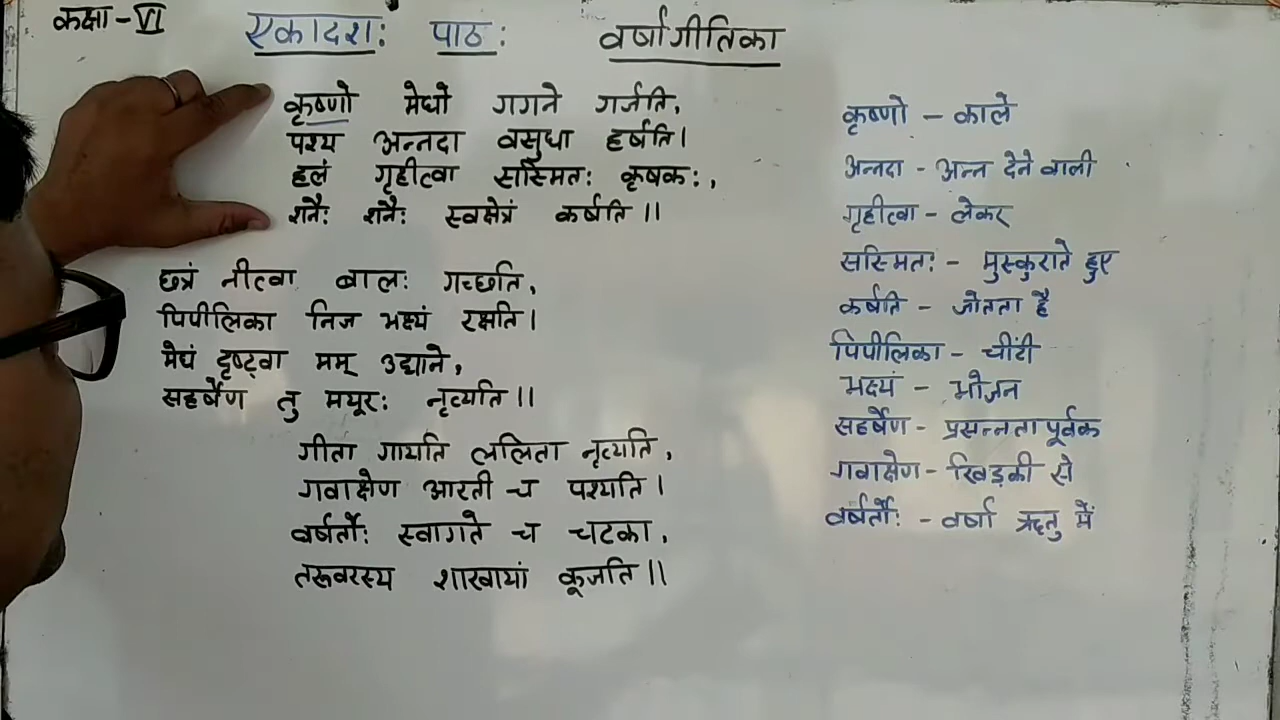 कक्षा - VI
एकादशः पाठः वर्षागीतिका
कृष्णो मेघो गगने गर्जति,
पश्य अन्नदा वसुधा हर्षति।
हलं गृहीत्वा सस्मितः कृषकः,
शनैः शनैः स्वक्षेत्रं कर्षति॥
छत्रं नीत्वा बालः गच्छति,
पिपीलिका निज भक्ष्यं रक्षति।
मेघं दृष्ट्वा मम् उद्याने,
सहर्षेण तु मयूरः नृत्यति॥
गीता गायति ललिता नृत्यति,
गवाक्षेण आरती च पश्यति।
वर्षर्तौः स्वागते च चटका,
तरूवरस्य शाखायां कूजति॥
कृष्णो - काले
अन्नदा - अन्न देने वाली
गृहीत्वा - लेकर
सस्मितः - मुस्कुराते हुए
कर्षति - जोतता है
पिपीलिका - चींटी
भक्ष्यं - भोजन
सहर्षेण - प्रसन्नता पूर्वक
गवाक्षेण - खिड़की से
वर्षर्तौः - वर्षा ऋतु में